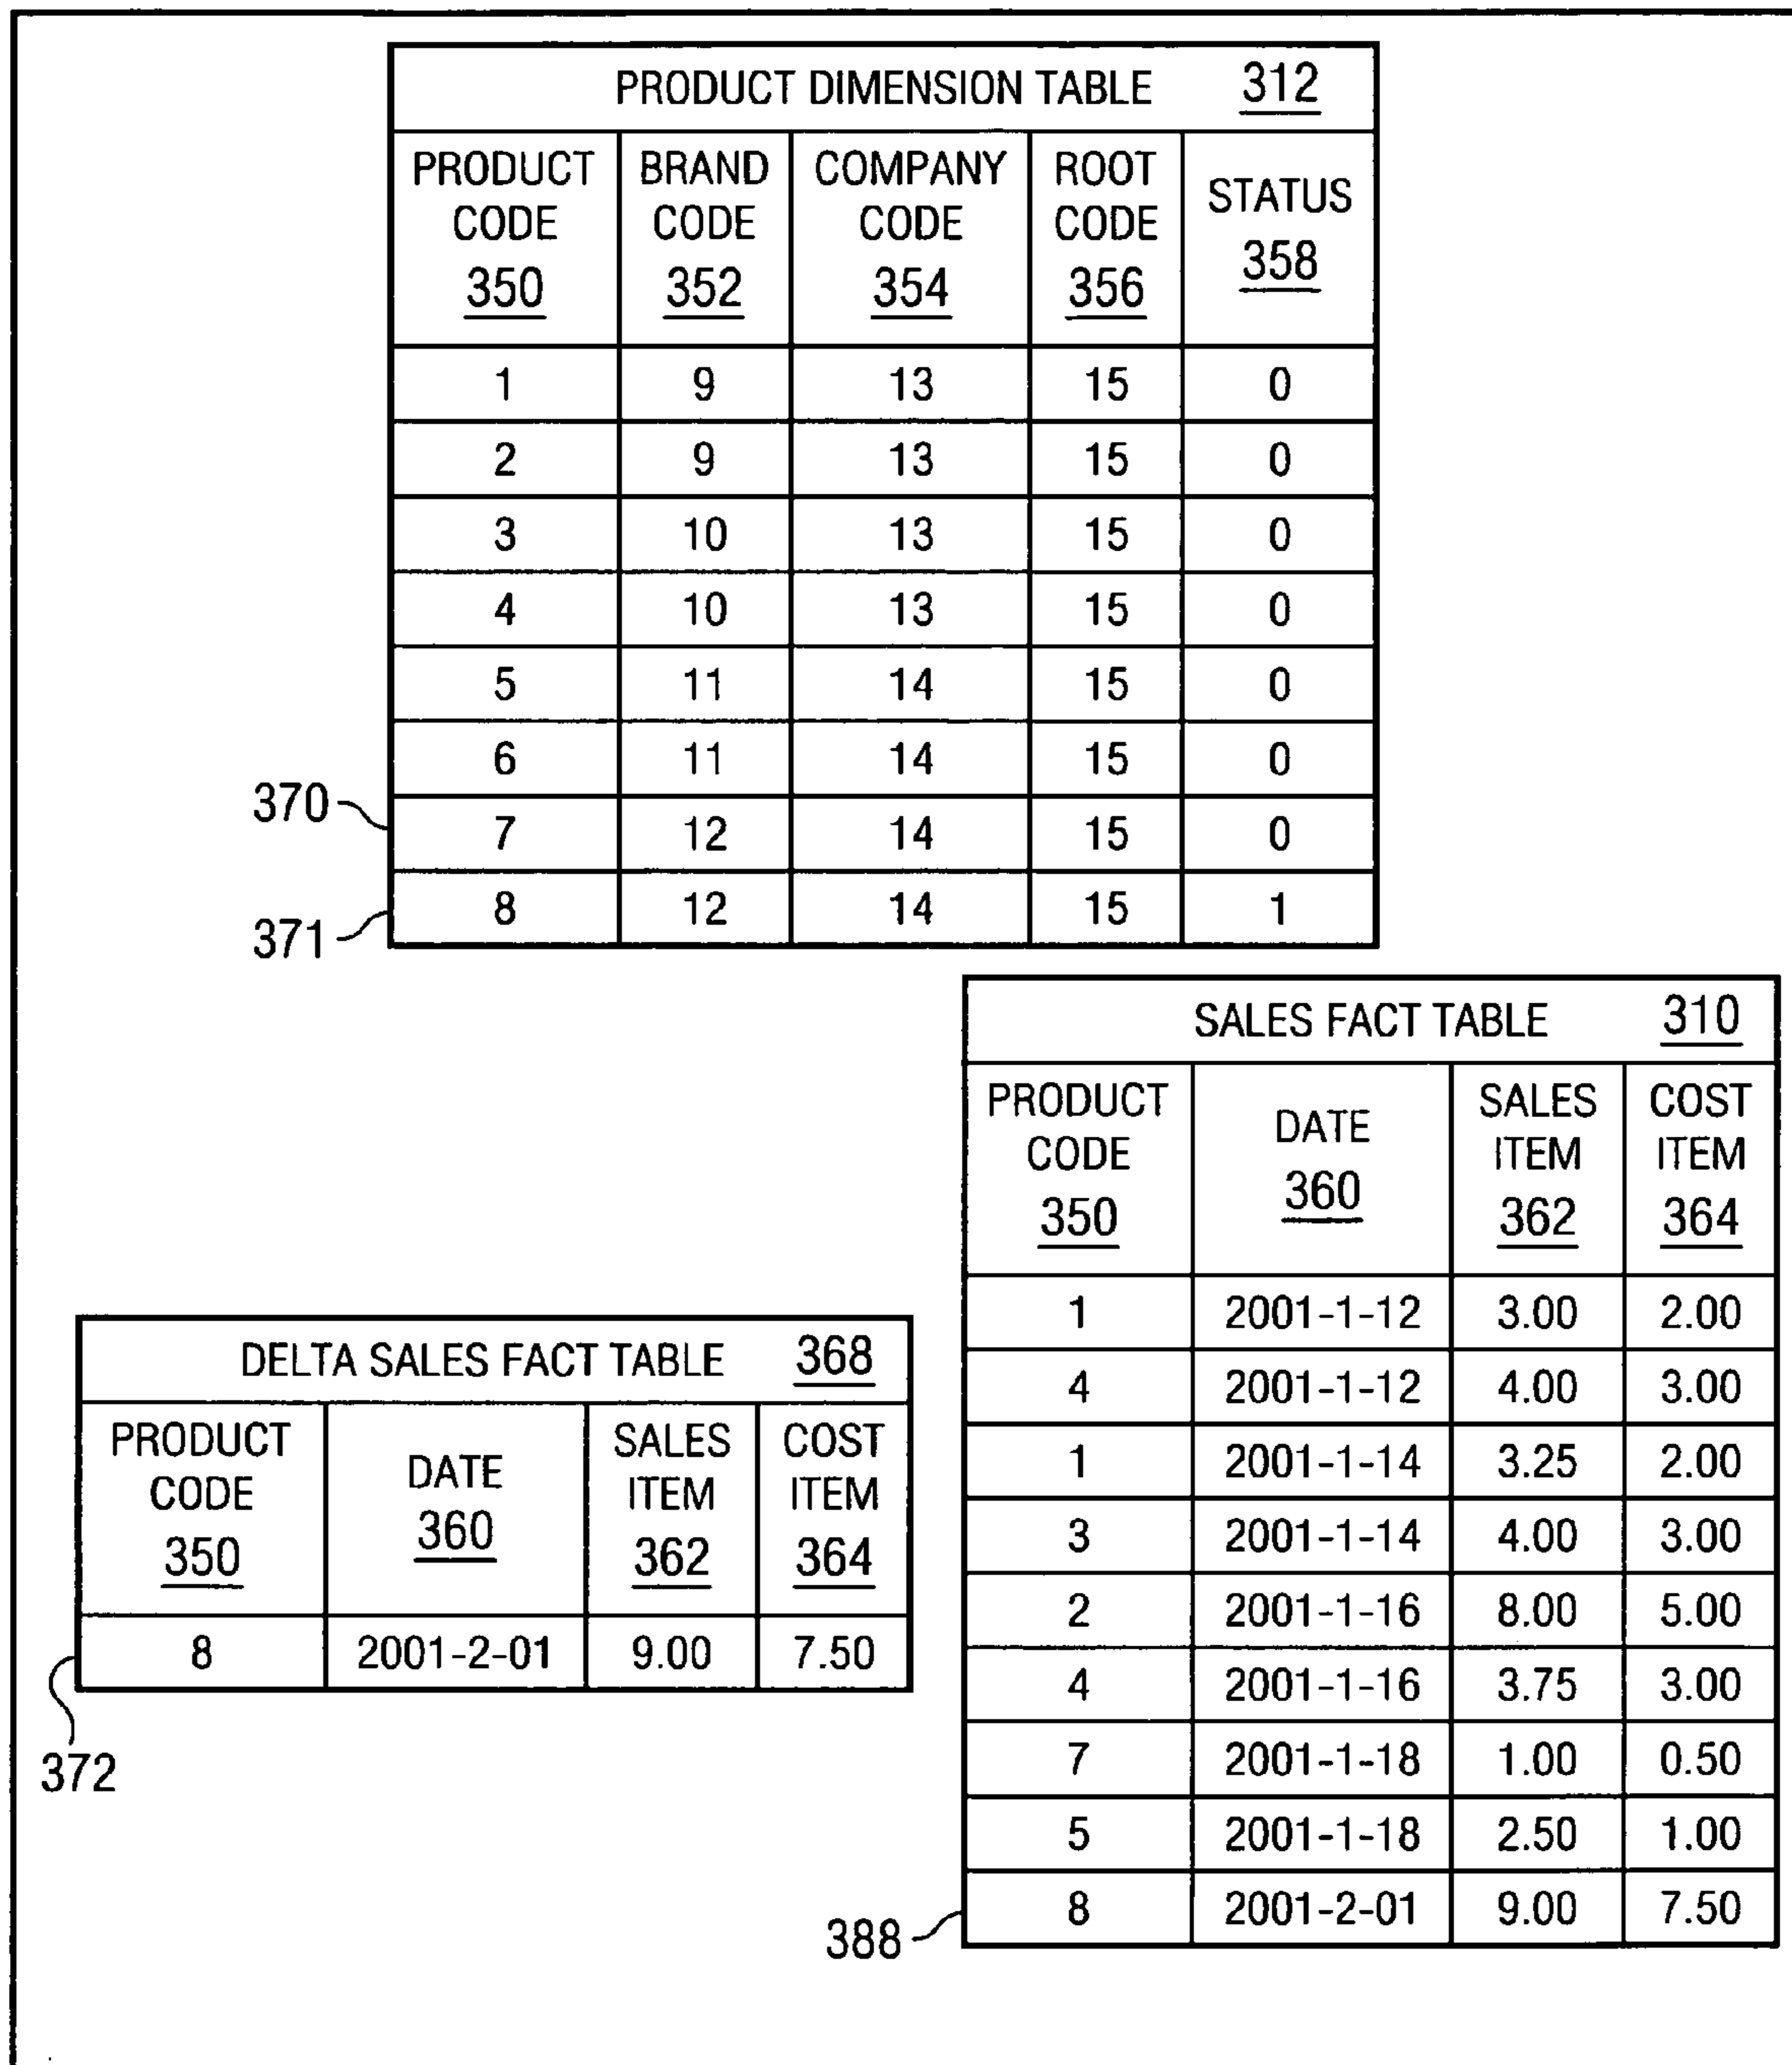 PRODUCT DIMENSION TABLE 312
PRODUCT CODE 350 BRAND CODE 352 COMPANY CODE 354 ROOT CODE 356 STATUS 358
1 9 13 15 0
2 9 13 15 0
3 10 13 15 0
4 10 13 15 0
5 11 14 15 0
6 11 14 15 0
370 7 12 14 15 0
371 8 12 14 15 1
SALES FACT TABLE 310
PRODUCT CODE 350 DATE 360 SALES ITEM 362 COST ITEM 364
1 2001-1-12 3.00 2.00
4 2001-1-12 4.00 3.00
1 2001-1-14 3.25 2.00
3 2001-1-14 4.00 3.00
2 2001-1-16 8.00 5.00
4 2001-1-16 3.75 3.00
7 2001-1-18 1.00 0.50
5 2001-1-18 2.50 1.00
388 8 2001-2-01 9.00 7.50
DELTA SALES FACT TABLE 368
PRODUCT CODE 350 DATE 360 SALES ITEM 362 COST ITEM 364
8 2001-2-01 9.00 7.50
372